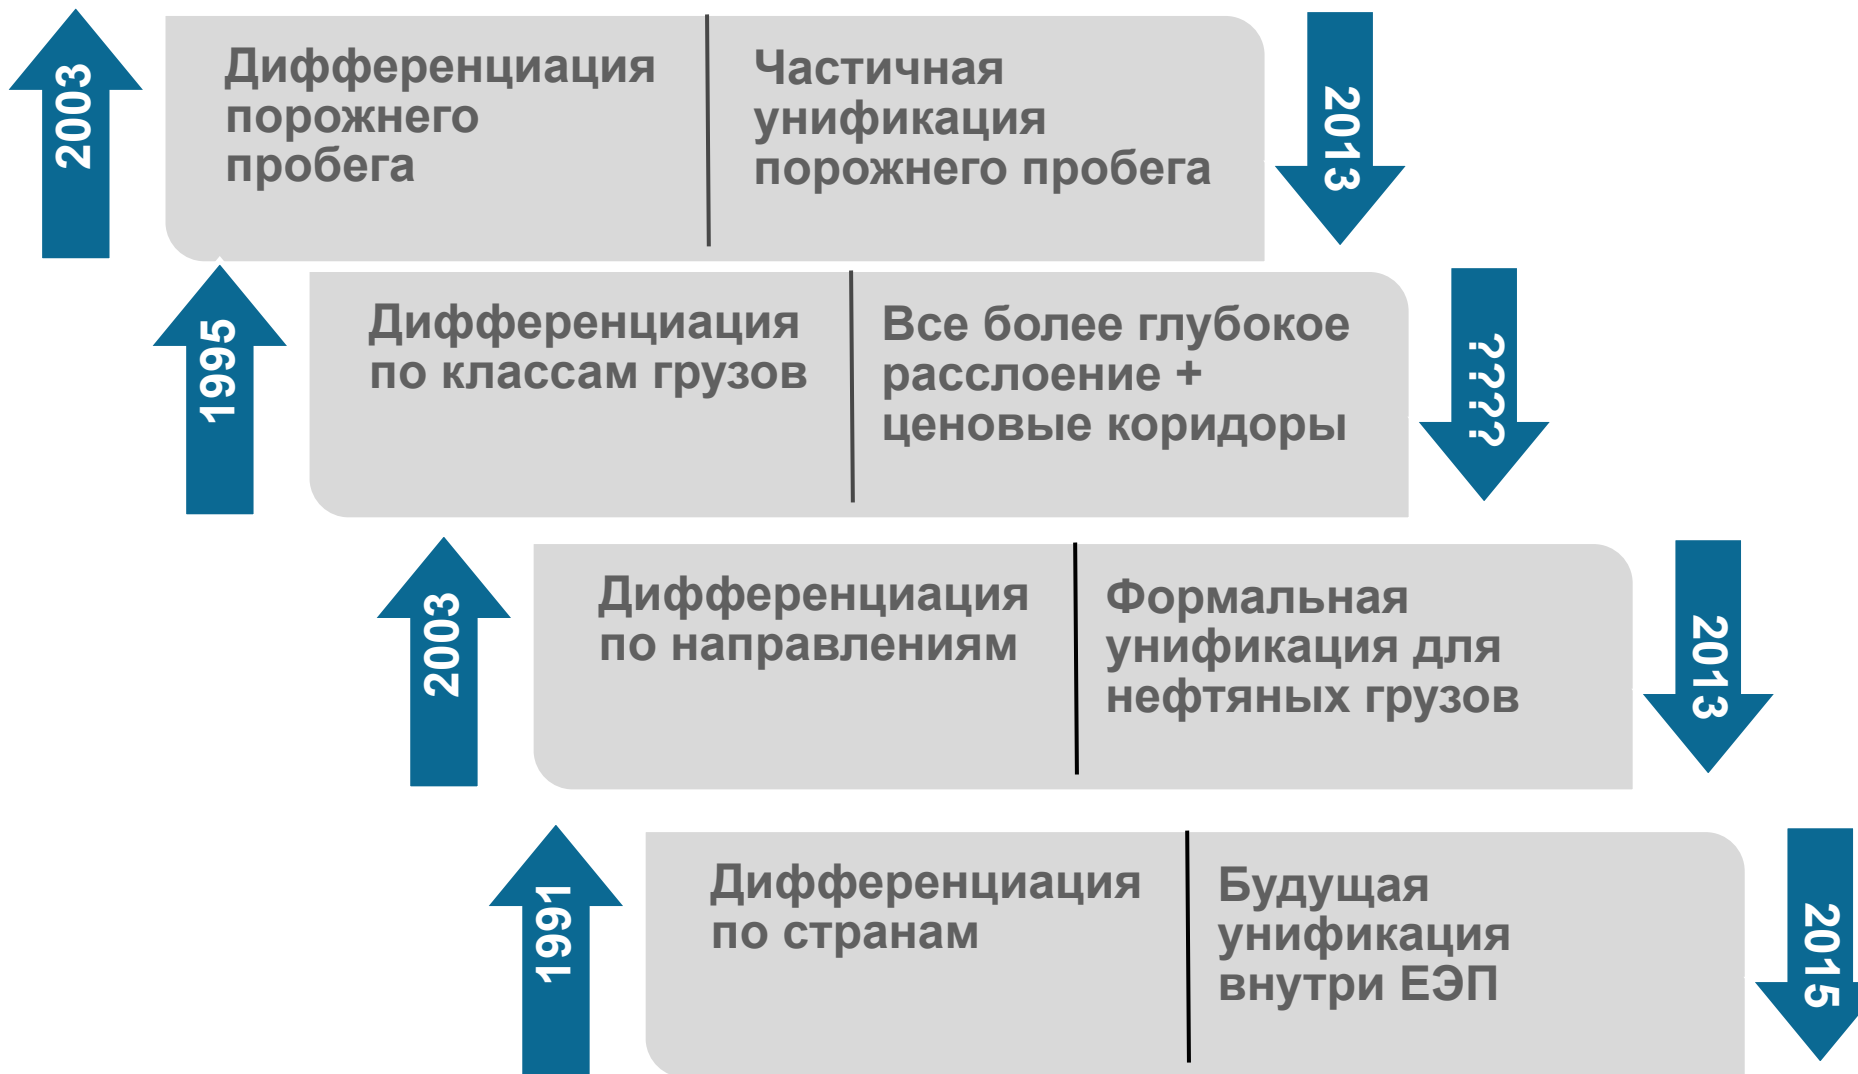 2003
Дифференциация
порожнего
пробега
Частичная
унификация
порожнего пробега
2013
1995
Дифференциация
по классам грузов
Все более глубокое
расслоение +
ценовые коридоры
????
2003
Дифференциация
по направлениям
Формальная
унификация для
нефтяных грузов
2013
1991
Дифференциация
по странам
Будущая
унификация
внутри ЕЭП
2015